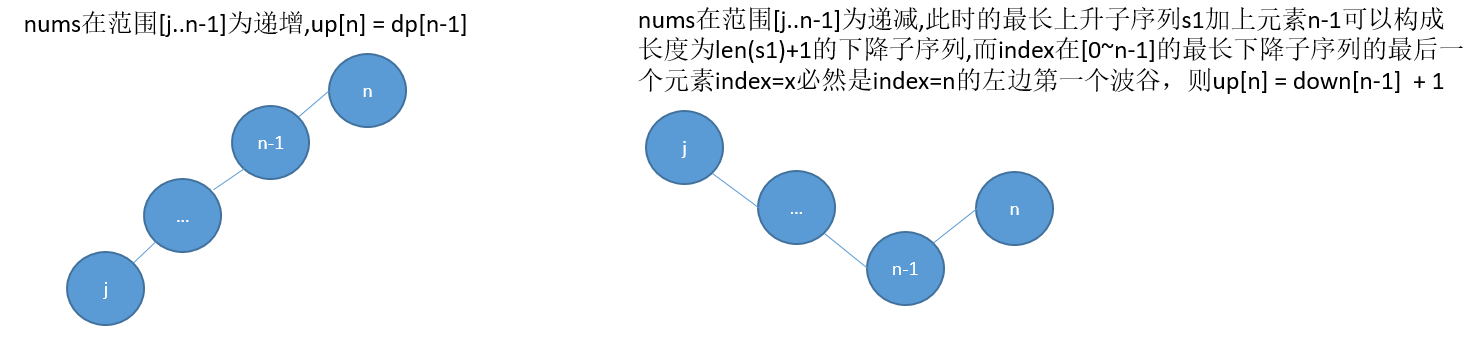 nums在范围[j..n-1]为递增,up[n] = dp[n-1]
nums在范围[j..n-1]为递减,此时的最长上升子序列s1加上元素n-1可以构成
长度为len(s1)+1的下降子序列,而index在[0~n-1]的最长下降子序列的最后一
个元素index=x必然是index=n的左边第一个波谷，则up[n] = down[n-1]  + 1
n
n-1
...
j
j
...
n-1
n